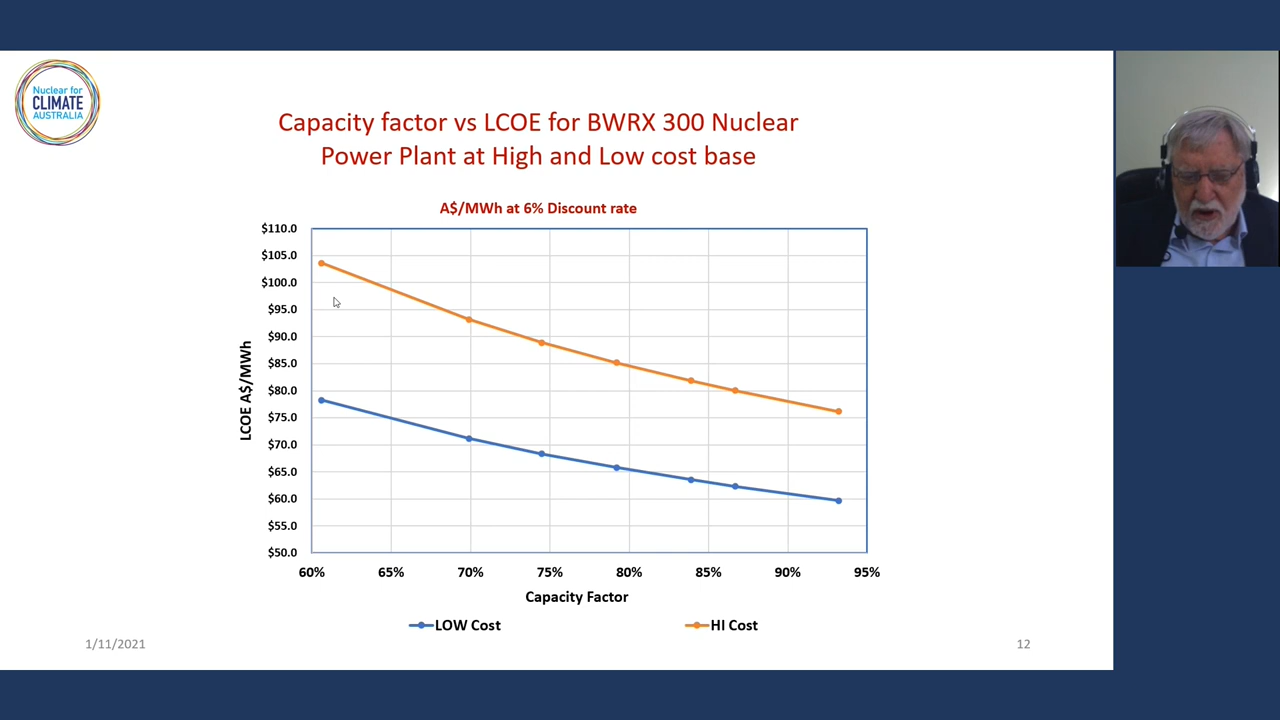 Nuclear for
CLIMATE
AUSTRALIA
Capacity factor vs LCOE for BWRX 300 Nuclear
Power Plant at High and Low cost base
A$/MWh at 6% Discount rate
LCOE A$/MWh
$110.0
$105.0
$100.0
$95.0
$90.0
$85.0
$80.0
$75.0
$70.0
$65.0
$60.0
$55.0
$50.0
60% 65% 70% 75% 80% 85% 90% 95%
Capacity Factor
LOW Cost HI Cost
1/11/2021 12